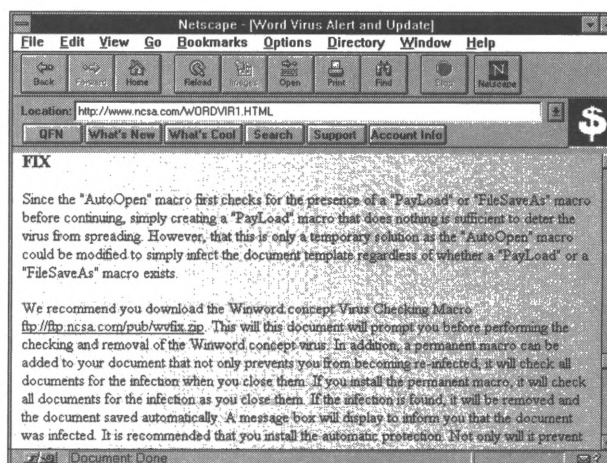 Netscape - [Word Virus Alert and Update]
File Edit View Go Bookmarks Options Directory Window Help
Back Forward Home Reload Images Open Print Find Stop Netscape
N
Location: http://www.ncsa.com/WORDVIR1.HTML
QFN What's New What's Cool Search Support Account Info
$
FIX
Since the "AutoOpen" macro first checks for the presence of a "PayLoad" or "FileSaveAs" macro
before continuing, simply creating a "PayLoad" macro that does nothing is sufficient to deter the
virus from spreading. However, that this is only a temporary solution as the "AutoOpen" macro
could be modified to simply infect the document template regardless of whether a "PayLoad" or a
"FileSaveAs" macro exists.
We recommend you download the Winword.concept Virus Checking Macro
ftp://ftp.ncsa.com/pub/wvfix.zip. This will this document will prompt you before performing the
checking and removal of the Winword.concept virus. In addition, a permanent macro can be
added to your document that not only prevents you from becoming re-infected, it will check all
documents for the infection when you close them. If you install the permanent macro, it will check
all documents for the infection as you close them. If the infection is found, it will be removed and
the document saved automatically. A message box will display to inform you that the document
was infected. It is recommended that you install the automatic protection. Not only will it prevent
Document: Done
?